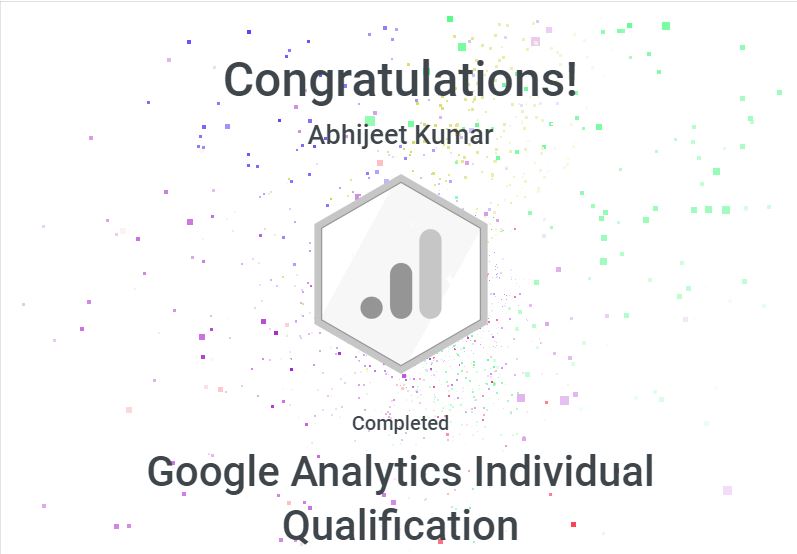 Congratulations!
Abhijeet Kumar
Completed
Google Analytics Individual
Qualification